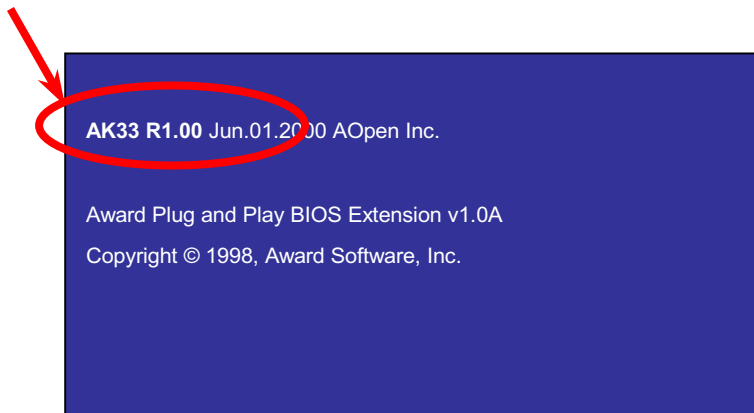 AK33 R1.00 Jun.01.2000 AOpen Inc.
Award Plug and Play BIOS Extension v1.0A
Copyright © 1998, Award Software, Inc.